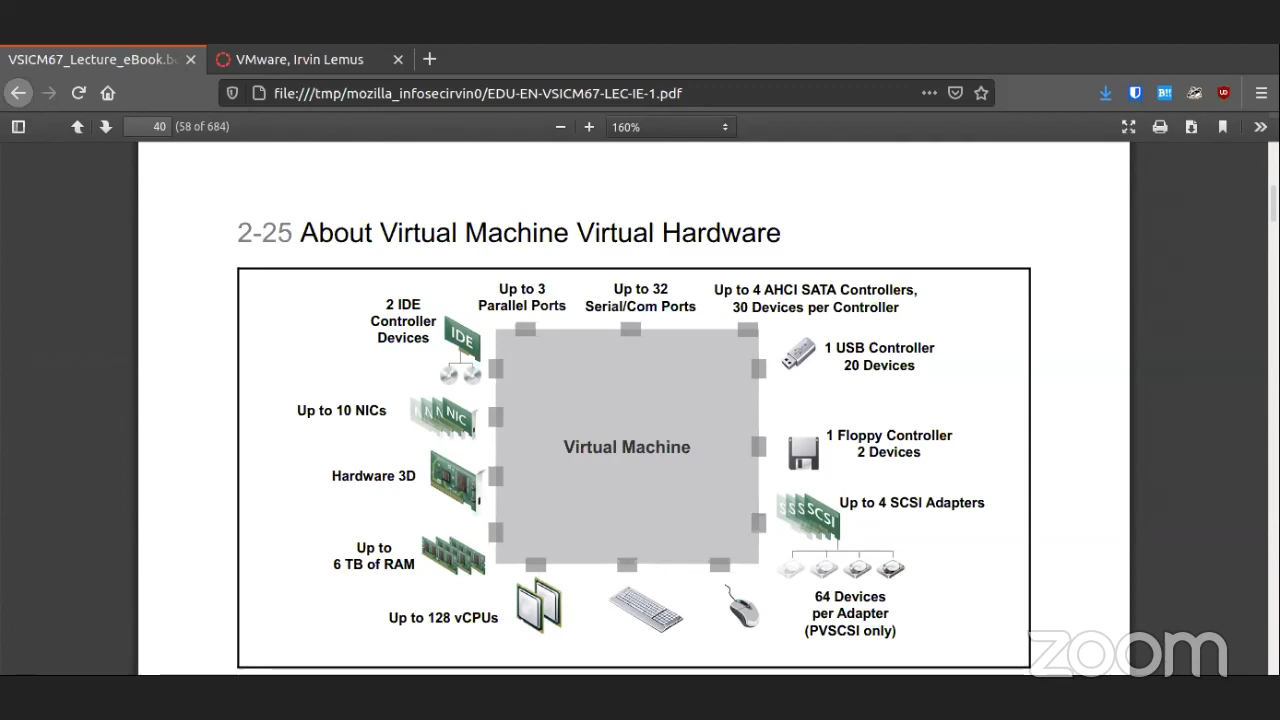 VSICM67_Lecture_eBook.b
VMware, Irvin Lemus
file:///tmp/mozilla_infosecirvin0/EDU-EN-VSICM67-LEC-IE-1.pdf
40 (58 of 684)
160%
2-25 About Virtual Machine Virtual Hardware
2 IDE
Controller
Devices
IDE
Up to 3
Parallel Ports
Up to 32
Serial/Com Ports
Up to 4 AHCI SATA Controllers,
30 Devices per Controller
1 USB Controller
20 Devices
Up to 10 NICs
N N N NIC
Virtual Machine
1 Floppy Controller
2 Devices
Hardware 3D
Up to 4 SCSI Adapters
S S S SCSI
Up to
6 TB of RAM
64 Devices
per Adapter
(PVSCSI only)
Up to 128 vCPUs
zoom